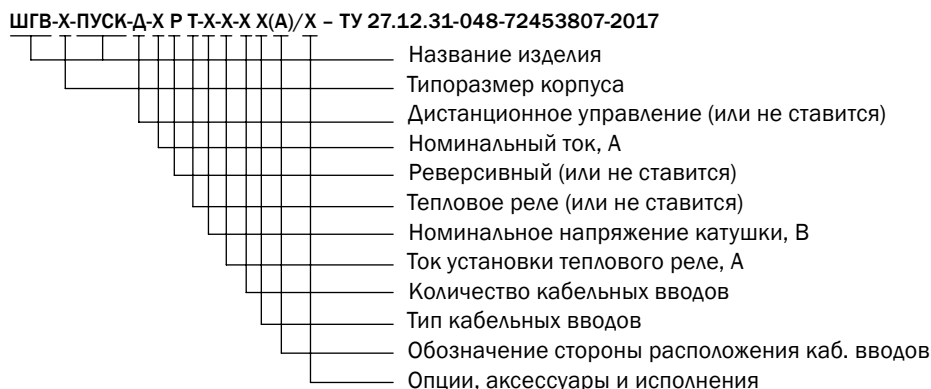 ШГВ-Х-ПУСК-Д-Х Р Т-Х-Х-Х Х(А)/Х – ТУ 27.12.31-048-72453807-2017
Название изделия
Типоразмер корпуса
Дистанционное управление (или не ставится)
Номинальный ток, А
Реверсивный (или не ставится)
Тепловое реле (или не ставится)
Номинальное напряжение катушки, В
Ток установки теплового реле, А
Количество кабельных вводов
Тип кабельных вводов
Обозначение стороны расположения каб. вводов
Опции, аксессуары и исполнения